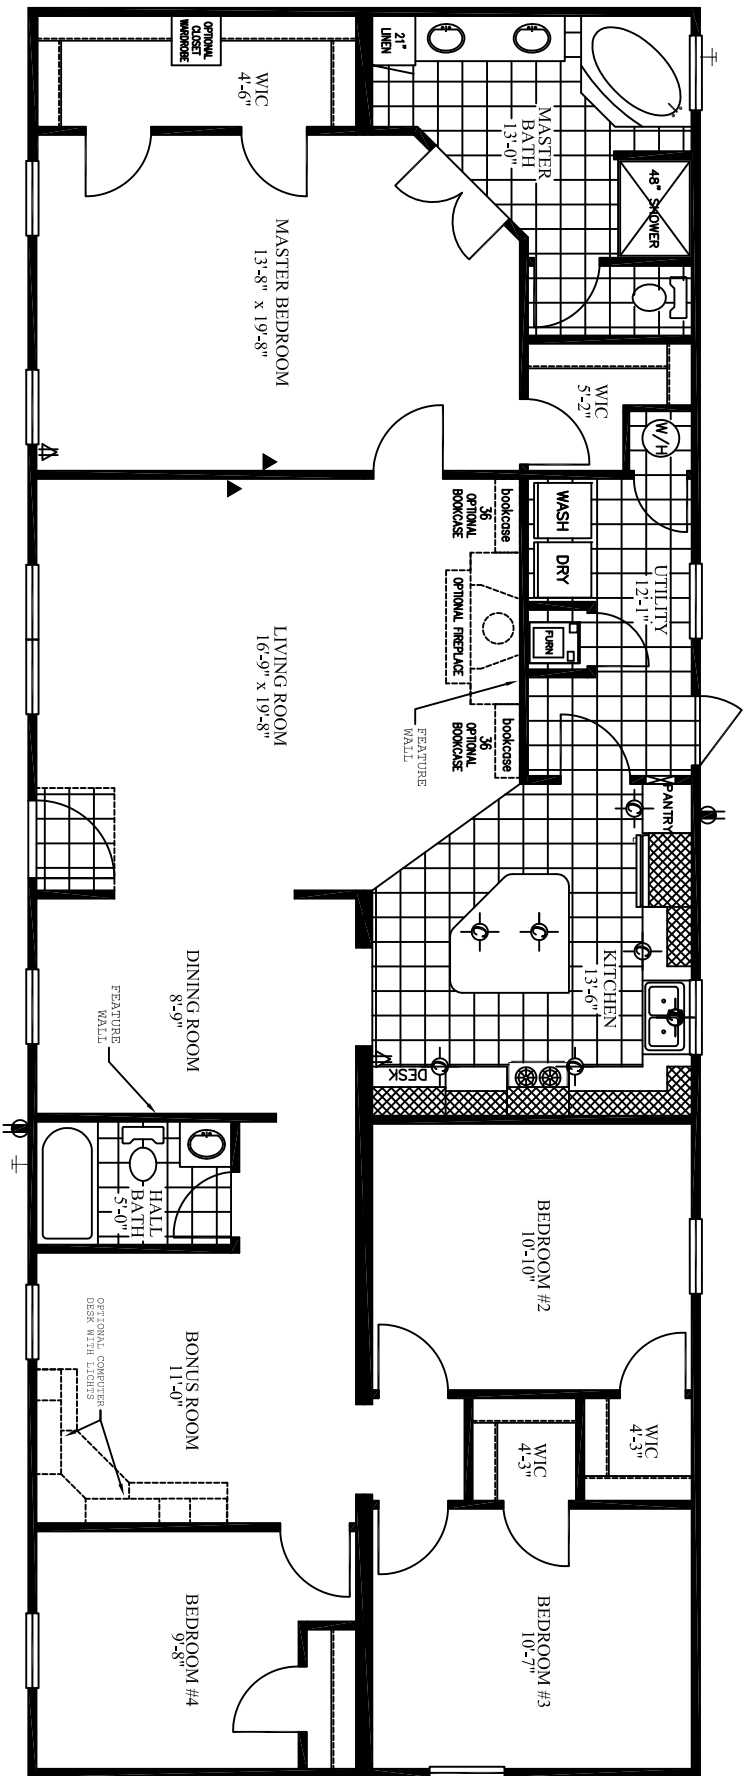 OPTIONAL
CLOSET
WARDROBE
WIC
4'-6"
21"
LINEN
MASTER
BATH
13'-0"
48" SHOWER
MASTER BEDROOM
13'-8" x 19'-8"
WIC
5'-2"
W/H
WASH
DRY
UTILITY
12'-1"
FURN
bookcase
36
OPTIONAL
BOOKCASE
OPTIONAL FIREPLACE
bookcase
36
OPTIONAL
BOOKCASE
FEATURE
WALL
LIVING ROOM
16'-9" x 19'-8"
PANTRY
C
C
C
C
KITCHEN
13'-6"
C
C
C
DESK
DINING ROOM
8'-9"
FEATURE
WALL
HALL
BATH
5'-0"
BEDROOM #2
10'-10"
BONUS ROOM
11'-0"
OPTIONAL COMPUTER
DESK WITH LIGHTS
WIC
4'-3"
WIC
4'-3"
BEDROOM #3
10'-7"
BEDROOM #4
9'-8"